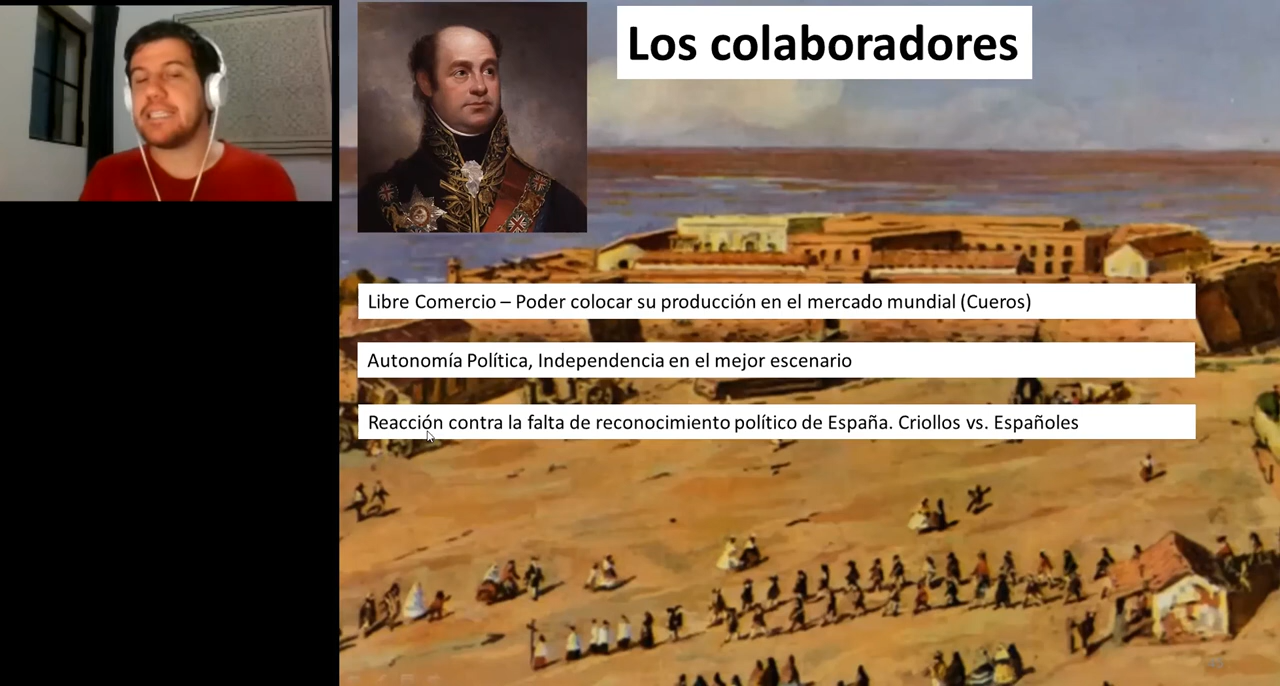 Los colaboradores
Libre Comercio – Poder colocar su producción en el mercado mundial (Cueros)
Autonomía Política, Independencia en el mejor escenario
Reacción contra la falta de reconocimiento político de España. Criollos vs. Españoles